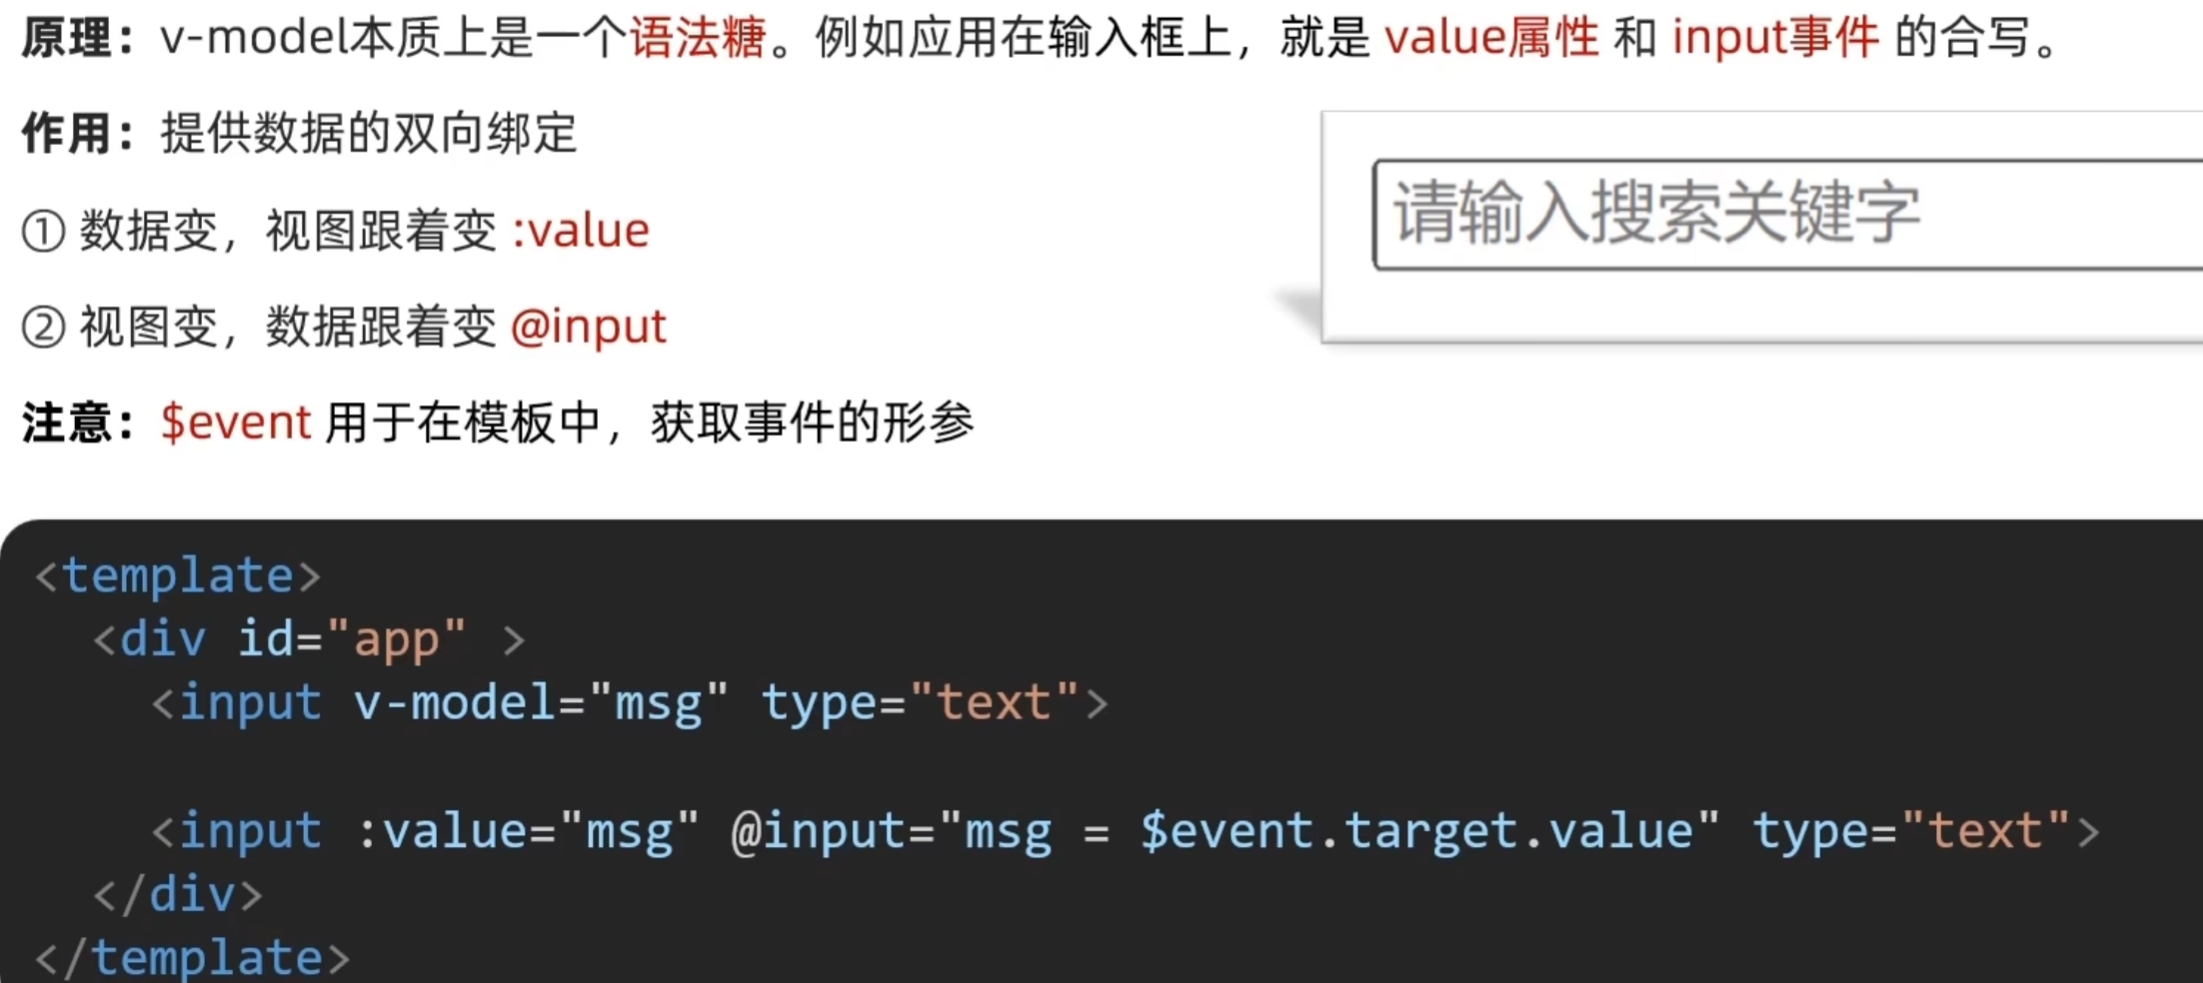 原理：v-model本质上是一个语法糖。例如应用在输入框上，就是 value属性 和 input事件 的合写。
作用：提供数据的双向绑定
① 数据变，视图跟着变 :value
② 视图变，数据跟着变 @input
请输入搜索关键字
注意：$event 用于在模板中，获取事件的形参
<template>
  <div id="app" >
    <input v-model="msg" type="text">
    <input :value="msg" @input="msg = $event.target.value" type="text">
  </div>
</template>